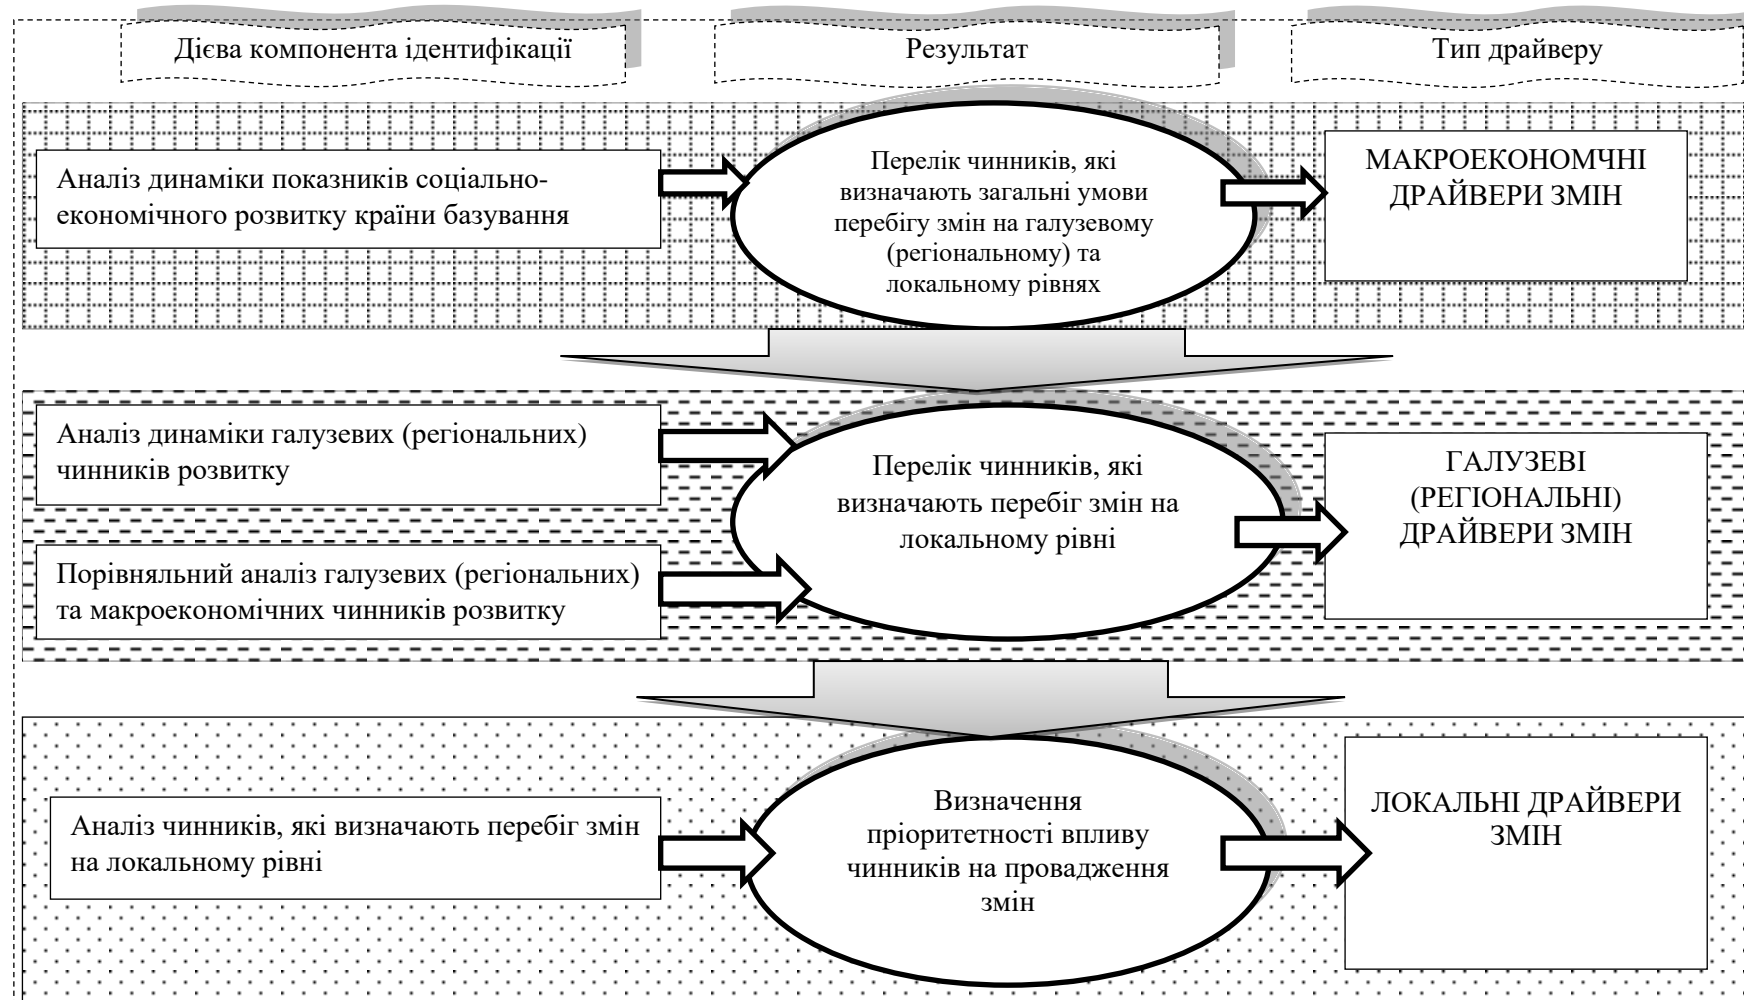 Дієва компонента ідентифікації
Результат
Тип драйверу
Аналіз динаміки показників соціально-
економічного розвитку країни базування
Перелік чинників, які
визначають загальні умови
перебігу змін на галузевому
(регіональному) та
локальному рівнях
МАКРОЕКОНОМЧНІ
ДРАЙВЕРИ ЗМІН
Аналіз динаміки галузевих (регіональних)
чинників розвитку
Порівняльний аналіз галузевих (регіональних)
та макроекономічних чинників розвитку
Перелік чинників, які
визначають перебіг змін на
локальному рівні
ГАЛУЗЕВІ
(РЕГІОНАЛЬНІ)
ДРАЙВЕРИ ЗМІН
Аналіз чинників, які визначають перебіг змін
на локальному рівні
Визначення
пріоритетності впливу
чинників на провадження
змін
ЛОКАЛЬНІ ДРАЙВЕРИ
ЗМІН